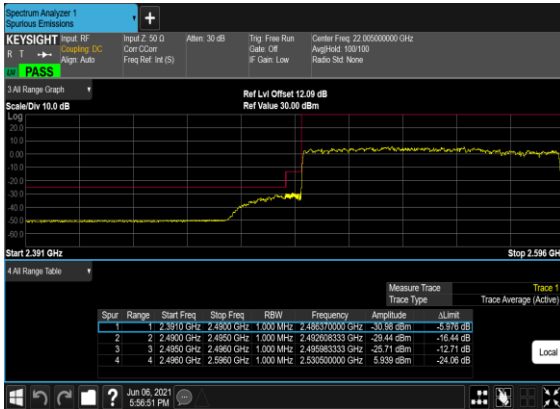 Spectrum Analyzer 1
Spurious Emissions
+
KEYSIGHT Input: RF Input Z: 50 Ω Atten: 30 dB Trig: Free Run Center Freq: 22.005000000 GHz
R T Coupling: DC Corr CCorr Gate: Off Avg|Hold: 100/100
Align: Auto Freq Ref: Int (S) IF Gain: Low Radio Std: None
LXI PASS
3 All Range Graph
Ref Lvl Offset 12.09 dB
Scale/Div 10.0 dB Ref Value 30.00 dBm
Log
20.0
10.0
0.00
-10.0
-20.0
-30.0
-40.0
-50.0
-60.0
Start 2.391 GHz Stop 2.596 GH
4 All Range Table
Measure Trace Trace 1
Trace Type Trace Average (Active)
Spur Range Start Freq Stop Freq RBW Frequency Amplitude ΔLimit
1 1 2.3910 GHz 2.4900 GHz 1.000 MHz 2.486370000 GHz -30.98 dBm -5.976 dB
2 2 2.4900 GHz 2.4950 GHz 1.000 MHz 2.492608333 GHz -29.44 dBm -16.44 dB
3 3 2.4950 GHz 2.4960 GHz 1.000 MHz 2.495983333 GHz -25.71 dBm -12.71 dB
4 4 2.4960 GHz 2.5960 GHz 1.000 MHz 2.530500000 GHz 5.939 dBm -24.06 dB
Local
? Jun 06, 2021
5:56:51 PM